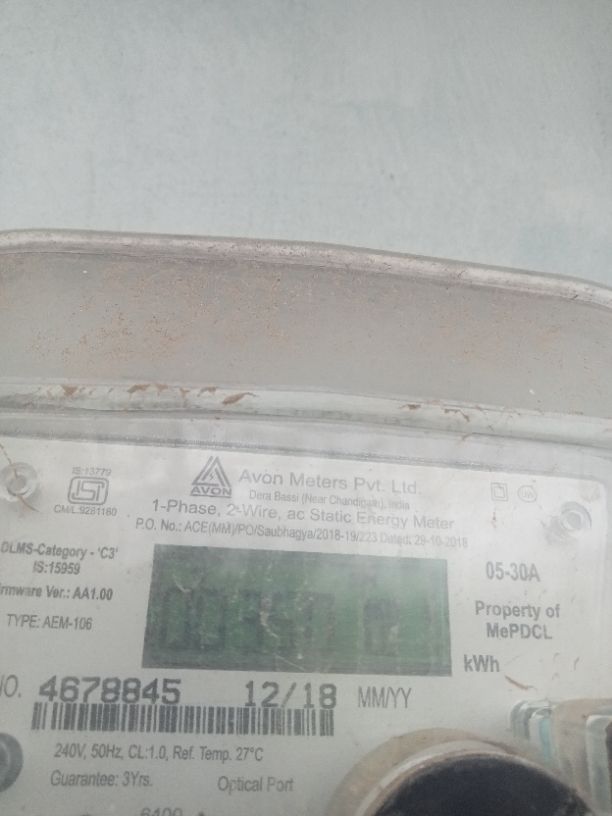 IS:13779
CM/L.9281180
AVON
Avon Meters Pvt. Ltd.
Dera Bassi (Near Chandigarh), India
1-Phase, 2-Wire, ac Static Energy Meter
P.O. No.: ACE(MM)/PO/Saubhagya/2018-19/223 Dated: 29-10-2018
DLMS-Category - 'C3'
IS:15959
rmware Ver.: AA1.00
TYPE: AEM-106
05-30A
Property of
MePDCL
kWh
NO. 4678845 12/18 MM/YY
240V, 50Hz, CL:1.0, Ref. Temp. 27°C
Guarantee: 3Yrs. Optical Port
6400